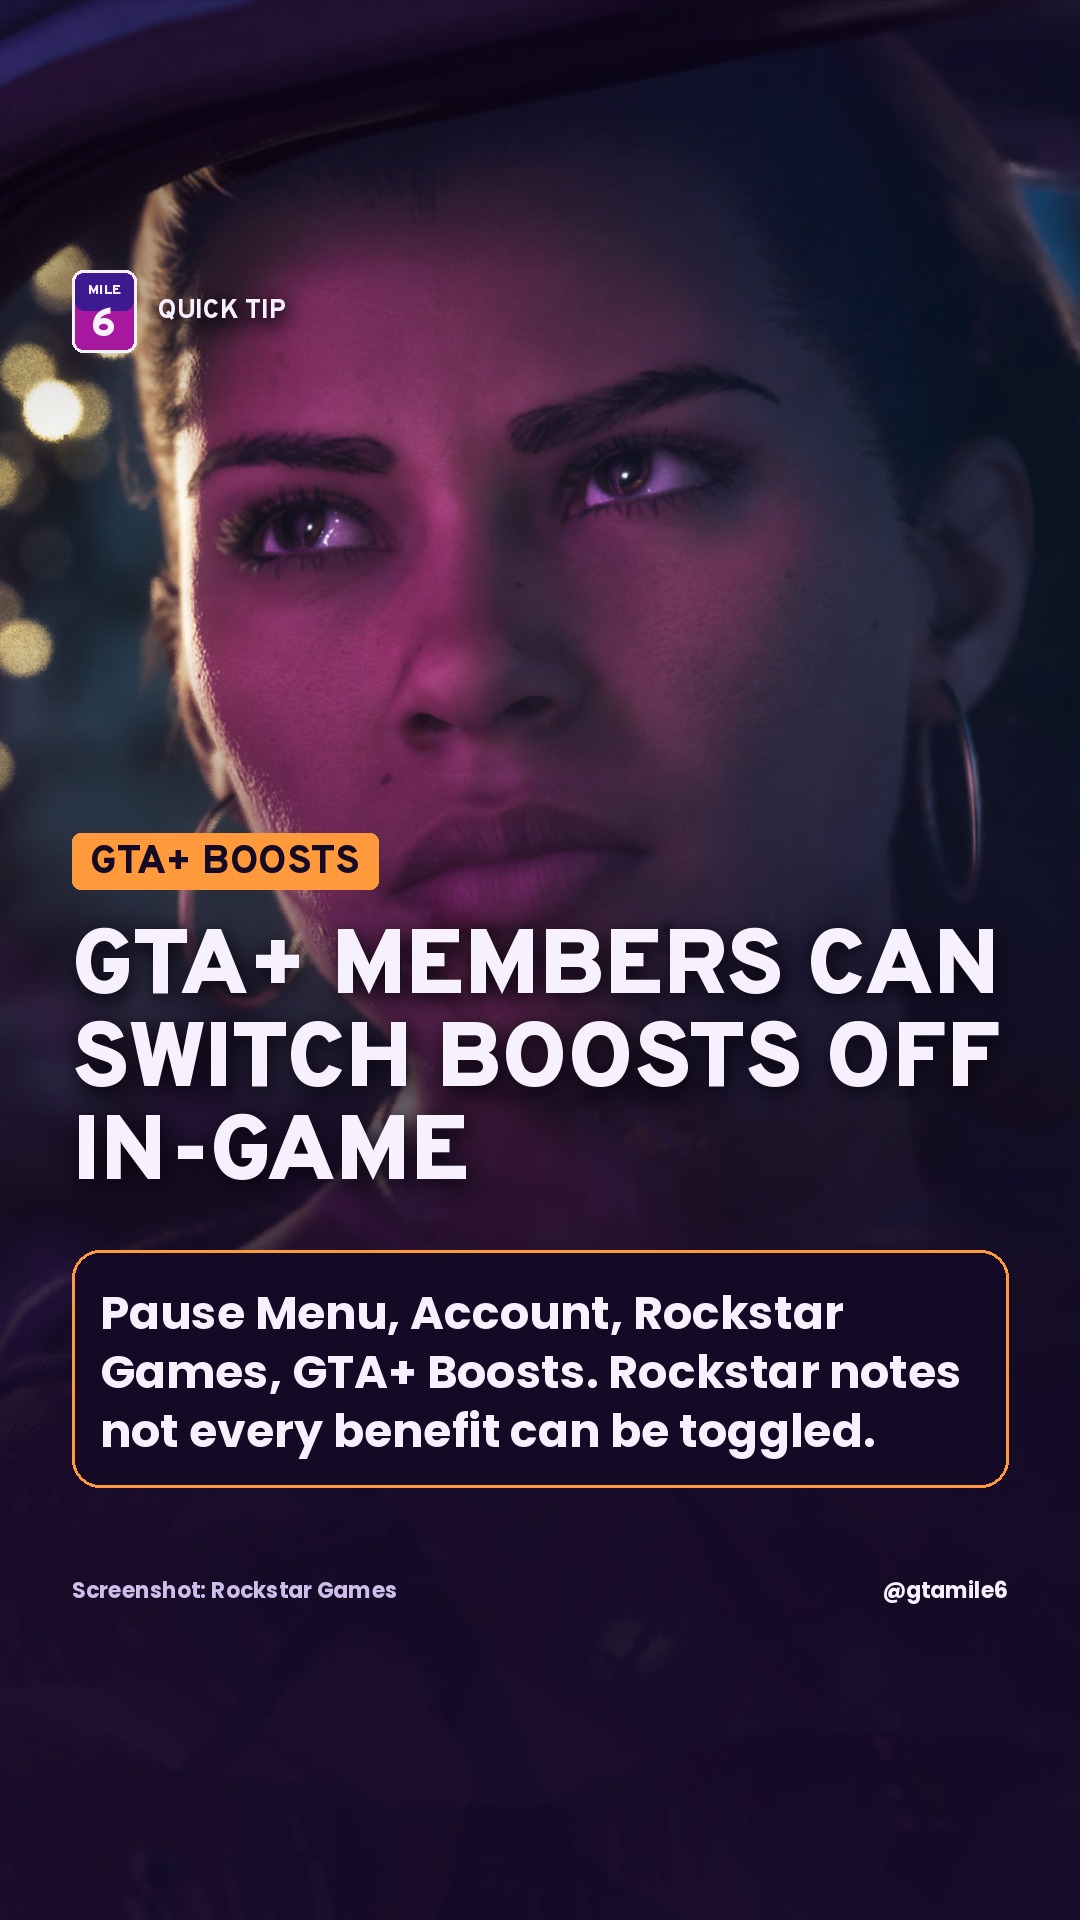 MILE
6
QUICK TIP
GTA+ BOOSTS
GTA+ MEMBERS CAN
SWITCH BOOSTS OFF
IN-GAME
Pause Menu, Account, Rockstar
Games, GTA+ Boosts. Rockstar notes
not every benefit can be toggled.
Screenshot: Rockstar Games
@gtamile6